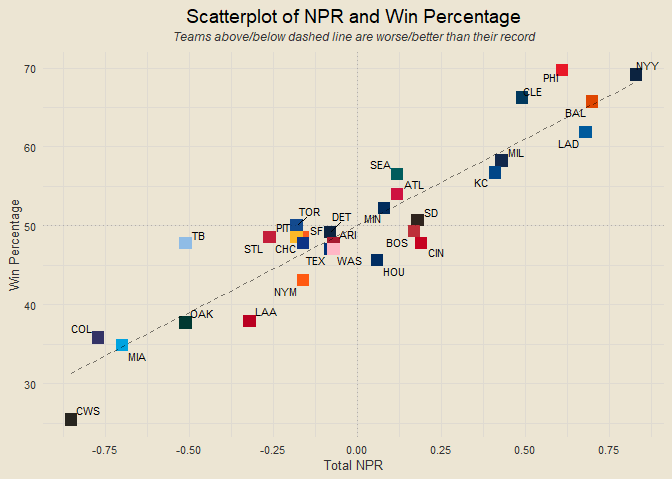 Scatterplot of NPR and Win Percentage
Teams above/below dashed line are worse/better than their record
Win Percentage
70
60
50
40
30
PHI
NYY
CLE
BAL
LAD
MIL
KC
SEA
ATL
MIN
SD
BOS
CIN
HOU
TOR
DET
PIT
SF
ARI
STL
CHC
TEX
WAS
TB
NYM
OAK
LAA
COL
MIA
CWS
-0.75
-0.50
-0.25
0.00
0.25
0.50
0.75
Total NPR